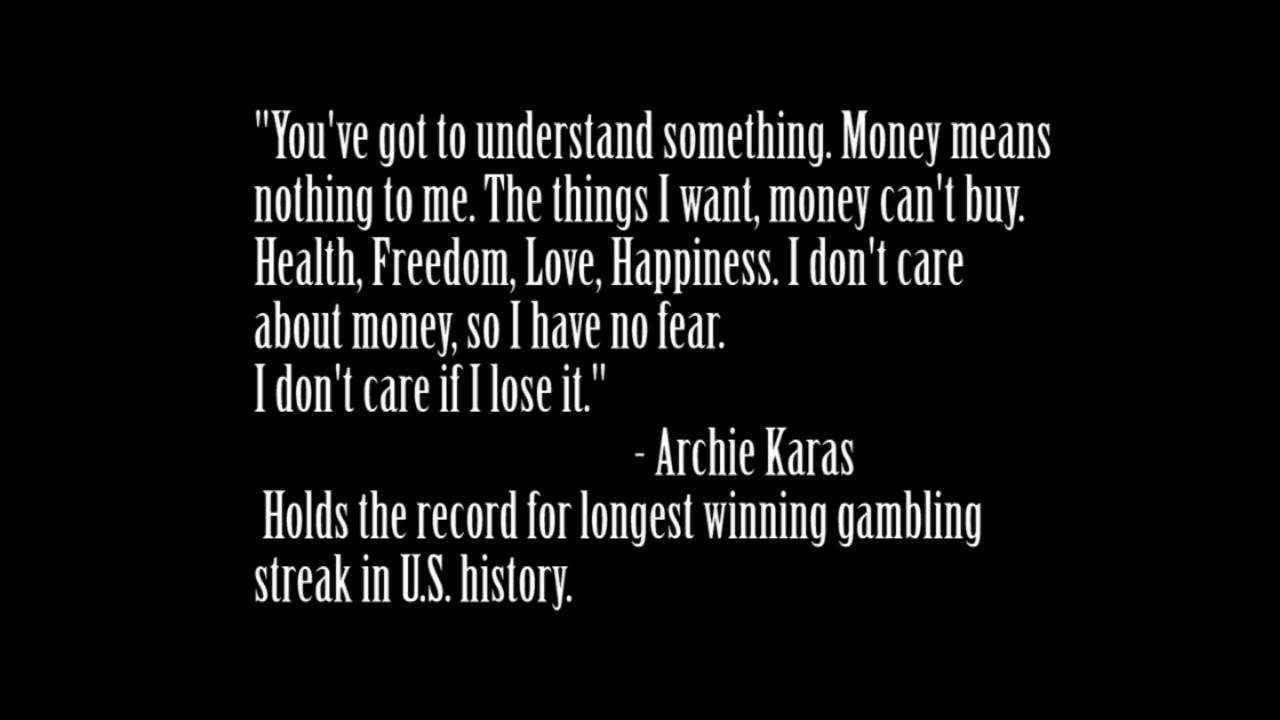 "You've got to understand something. Money means
nothing to me. The things I want, money can't buy.
Health, Freedom, Love, Happiness. I don't care
about money, so I have no fear.
I don't care if I lose it."
- Archie Karas
Holds the record for longest winning gambling
streak in U.S. history.